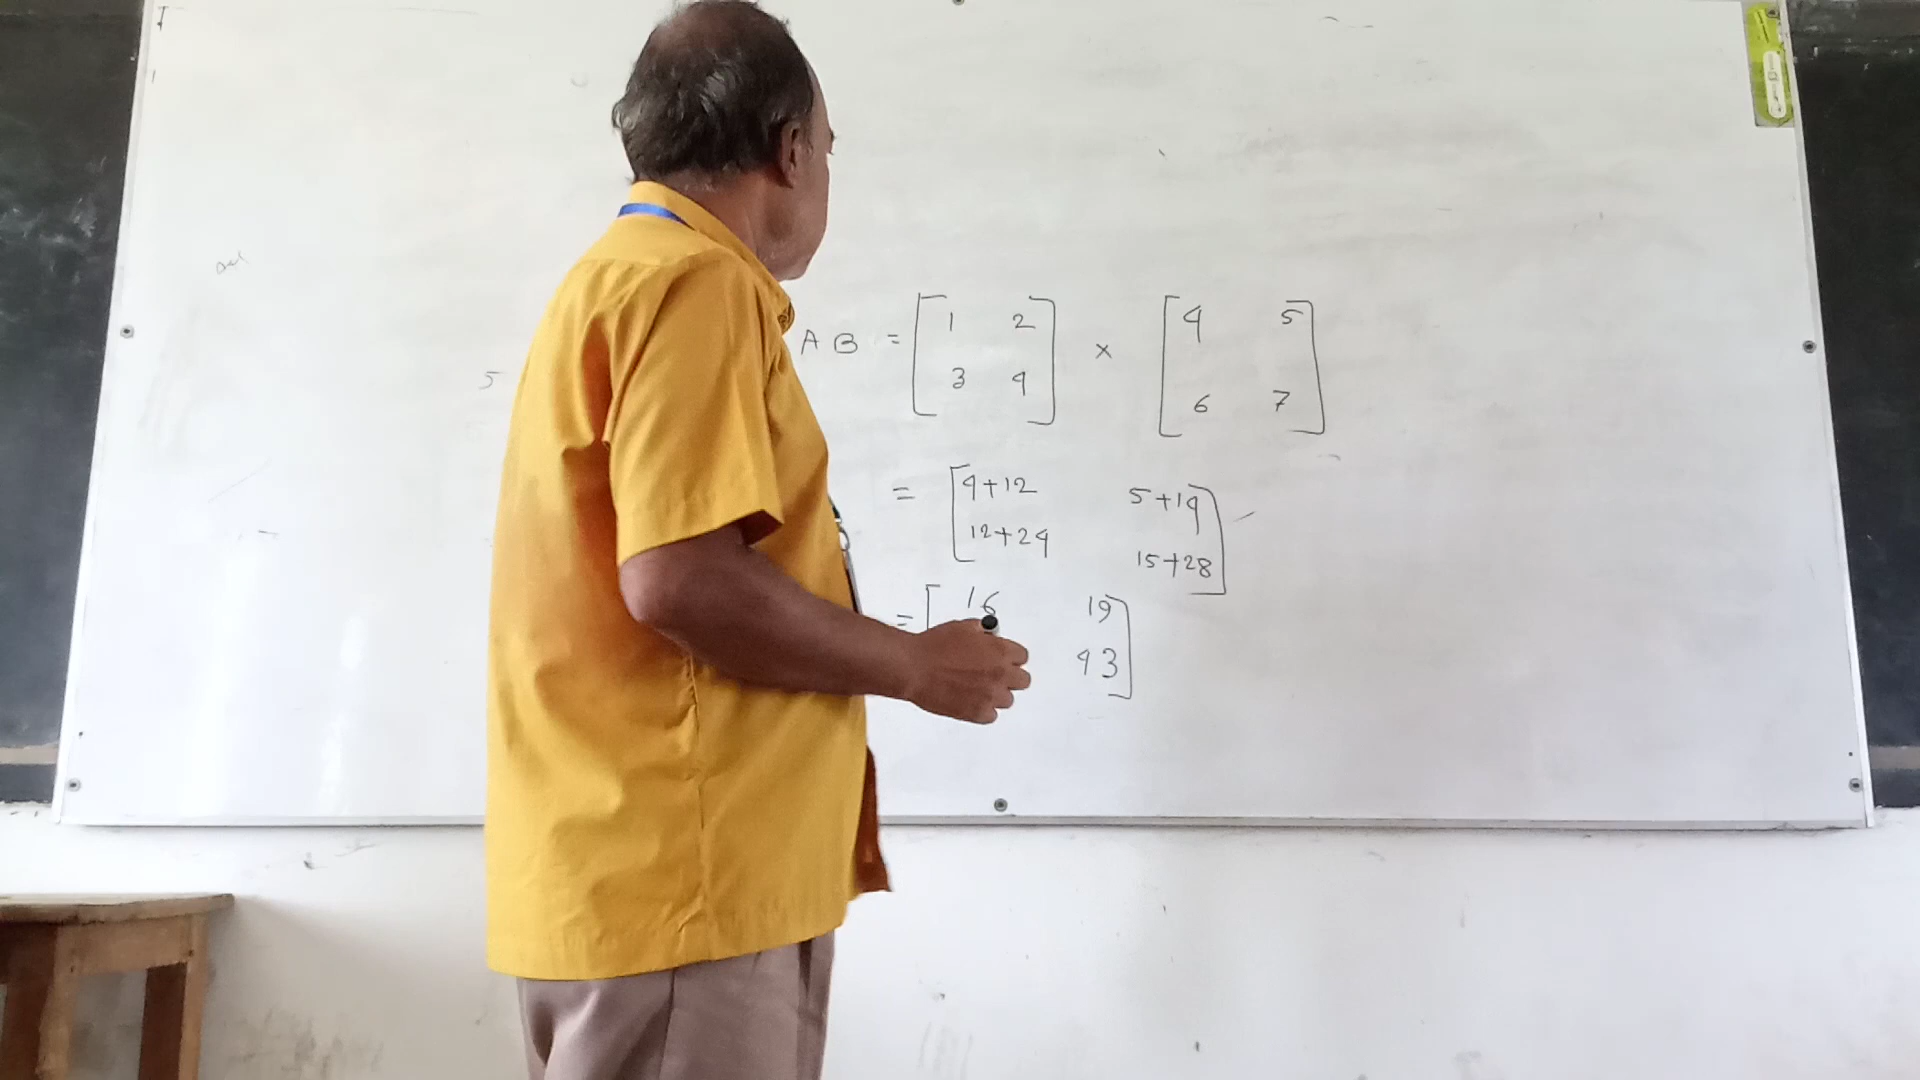 AB = [1 2
3 4] × [4 5
6 7]
= [4+12 5+14
12+24 15+28]
= [16 19
43]
5